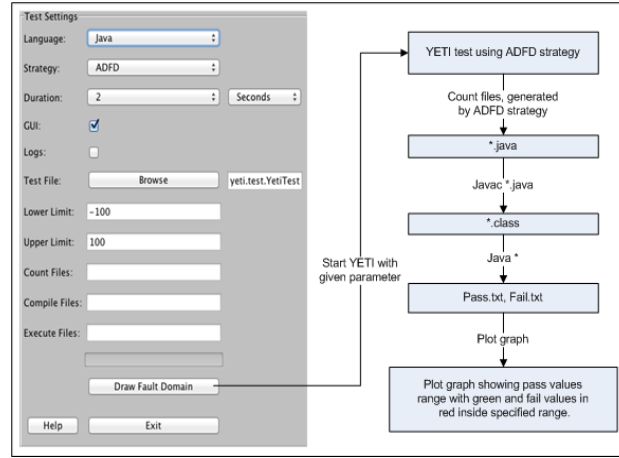 Test Settings
Language: Java
Strategy: ADFD
Duration: 2 Seconds
GUI:
Logs:
Test File: Browse yeti.test.YetiTest
Lower Limit: -100
Upper Limit: 100
Count Files:
Compile Files:
Execute Files:
Draw Fault Domain
Help Exit
Start YETI with
given parameter
YETI test using ADFD strategy
Count files, generated
by ADFD strategy
*.java
Javac *.java
*.class
Java *
Pass.txt, Fail.txt
Plot graph
Plot graph showing pass values
range with green and fail values in
red inside specified range.